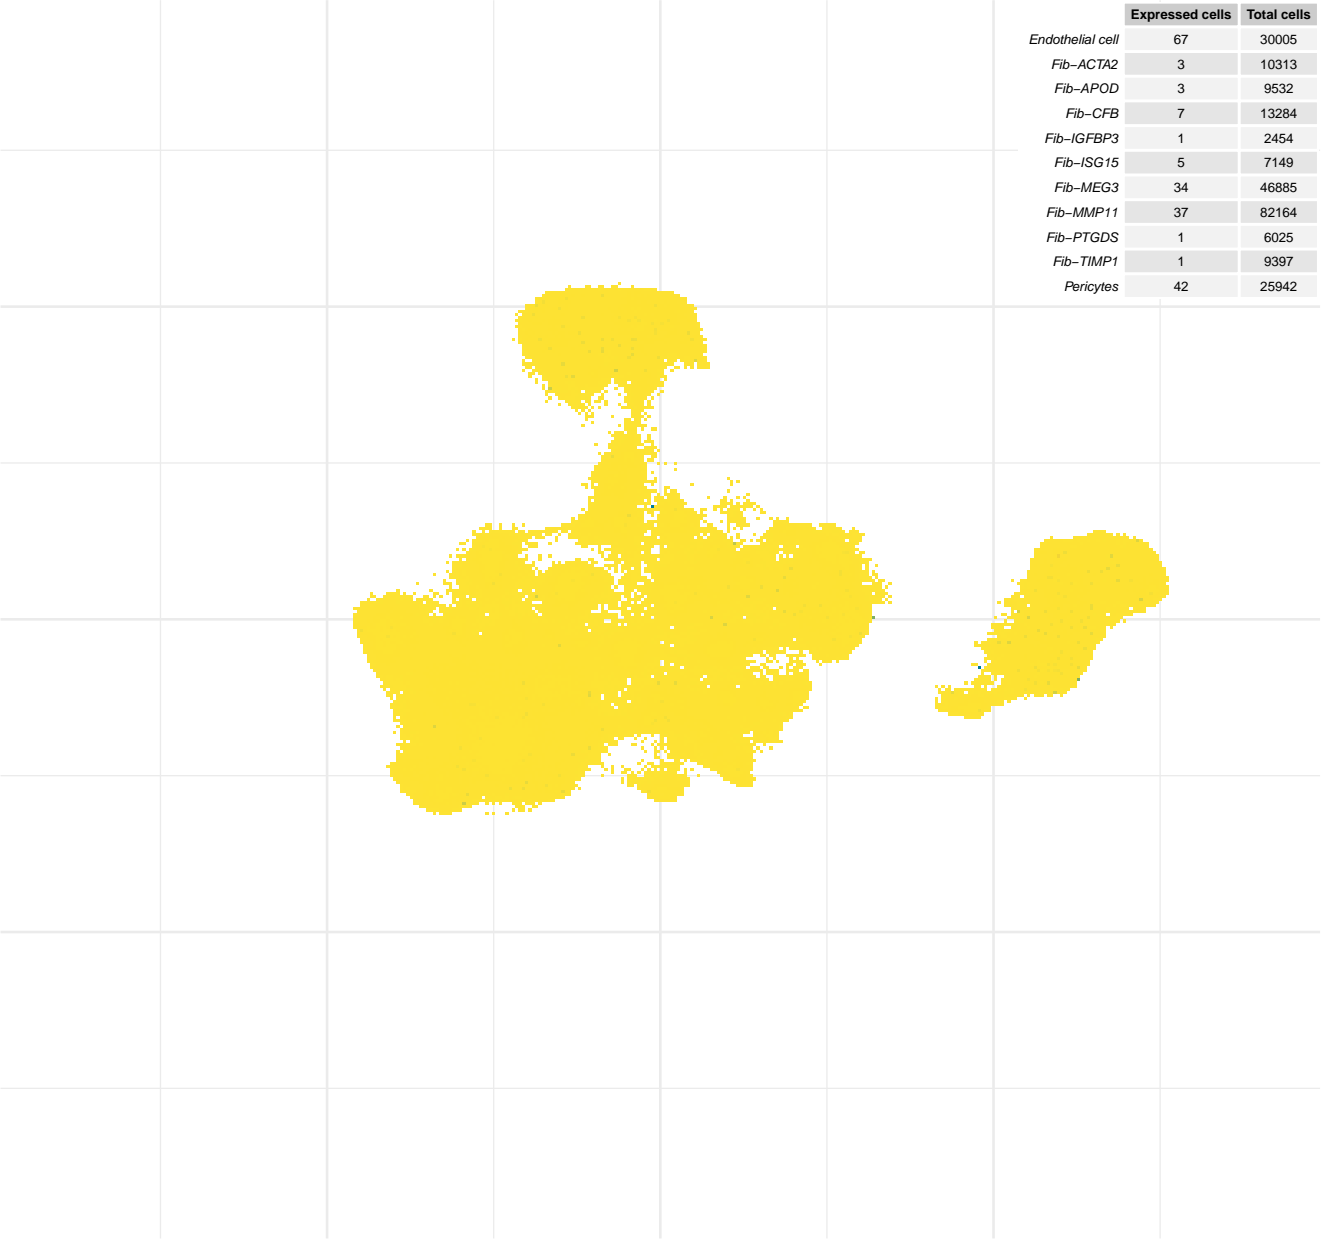 Expressed cells Total cells
Endothelial cell 67 30005
Fib−ACTA2 3 10313
Fib−APOD 3 9532
Fib−CFB 7 13284
Fib−IGFBP3 1 2454
Fib−ISG15 5 7149
Fib−MEG3 34 46885
Fib−MMP11 37 82164
Fib−PTGDS 1 6025
Fib−TIMP1 1 9397
Pericytes 42 25942